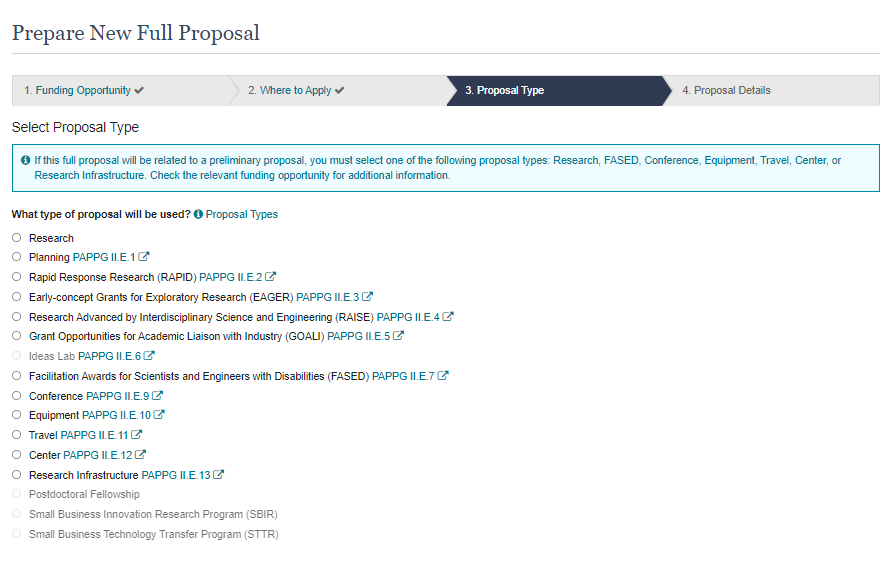 Prepare New Full Proposal
1. Funding Opportunity ✔
2. Where to Apply ✔
3. Proposal Type
4. Proposal Details
Select Proposal Type
If this full proposal will be related to a preliminary proposal, you must select one of the following proposal types: Research, FASED, Conference, Equipment, Travel, Center, or
Research Infrastructure. Check the relevant funding opportunity for additional information.
What type of proposal will be used? Proposal Types
Research
Planning PAPPG II.E.1
Rapid Response Research (RAPID) PAPPG II.E.2
Early-concept Grants for Exploratory Research (EAGER) PAPPG II.E.3
Research Advanced by Interdisciplinary Science and Engineering (RAISE) PAPPG II.E.4
Grant Opportunities for Academic Liaison with Industry (GOALI) PAPPG II.E.5
Ideas Lab PAPPG II.E.6
Facilitation Awards for Scientists and Engineers with Disabilities (FASED) PAPPG II.E.7
Conference PAPPG II.E.9
Equipment PAPPG II.E.10
Travel PAPPG II.E.11
Center PAPPG II.E.12
Research Infrastructure PAPPG II.E.13
Postdoctoral Fellowship
Small Business Innovation Research Program (SBIR)
Small Business Technology Transfer Program (STTR)